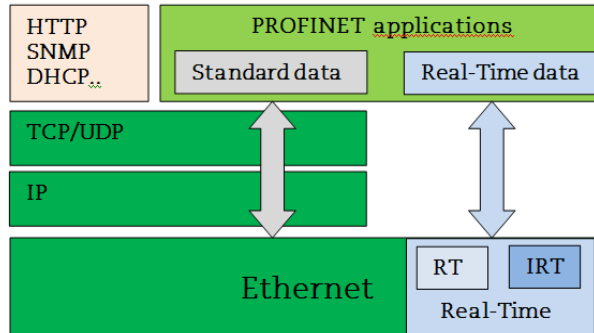 HTTP
SNMP
DHCP..
PROFINET applications
Standard data
Real-Time data
TCP/UDP
IP
Ethernet
RT
IRT
Real-Time